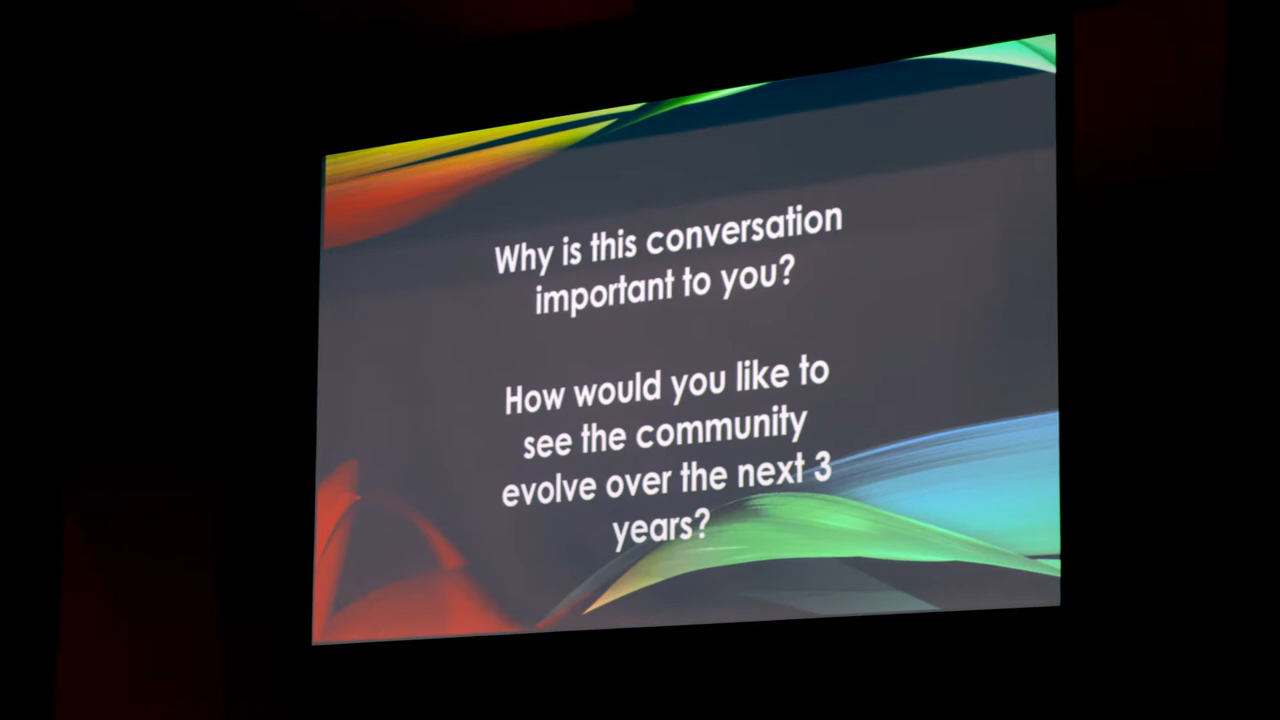 Why is this conversation
important to you?
How would you like to
see the community
evolve over the next 3
years?